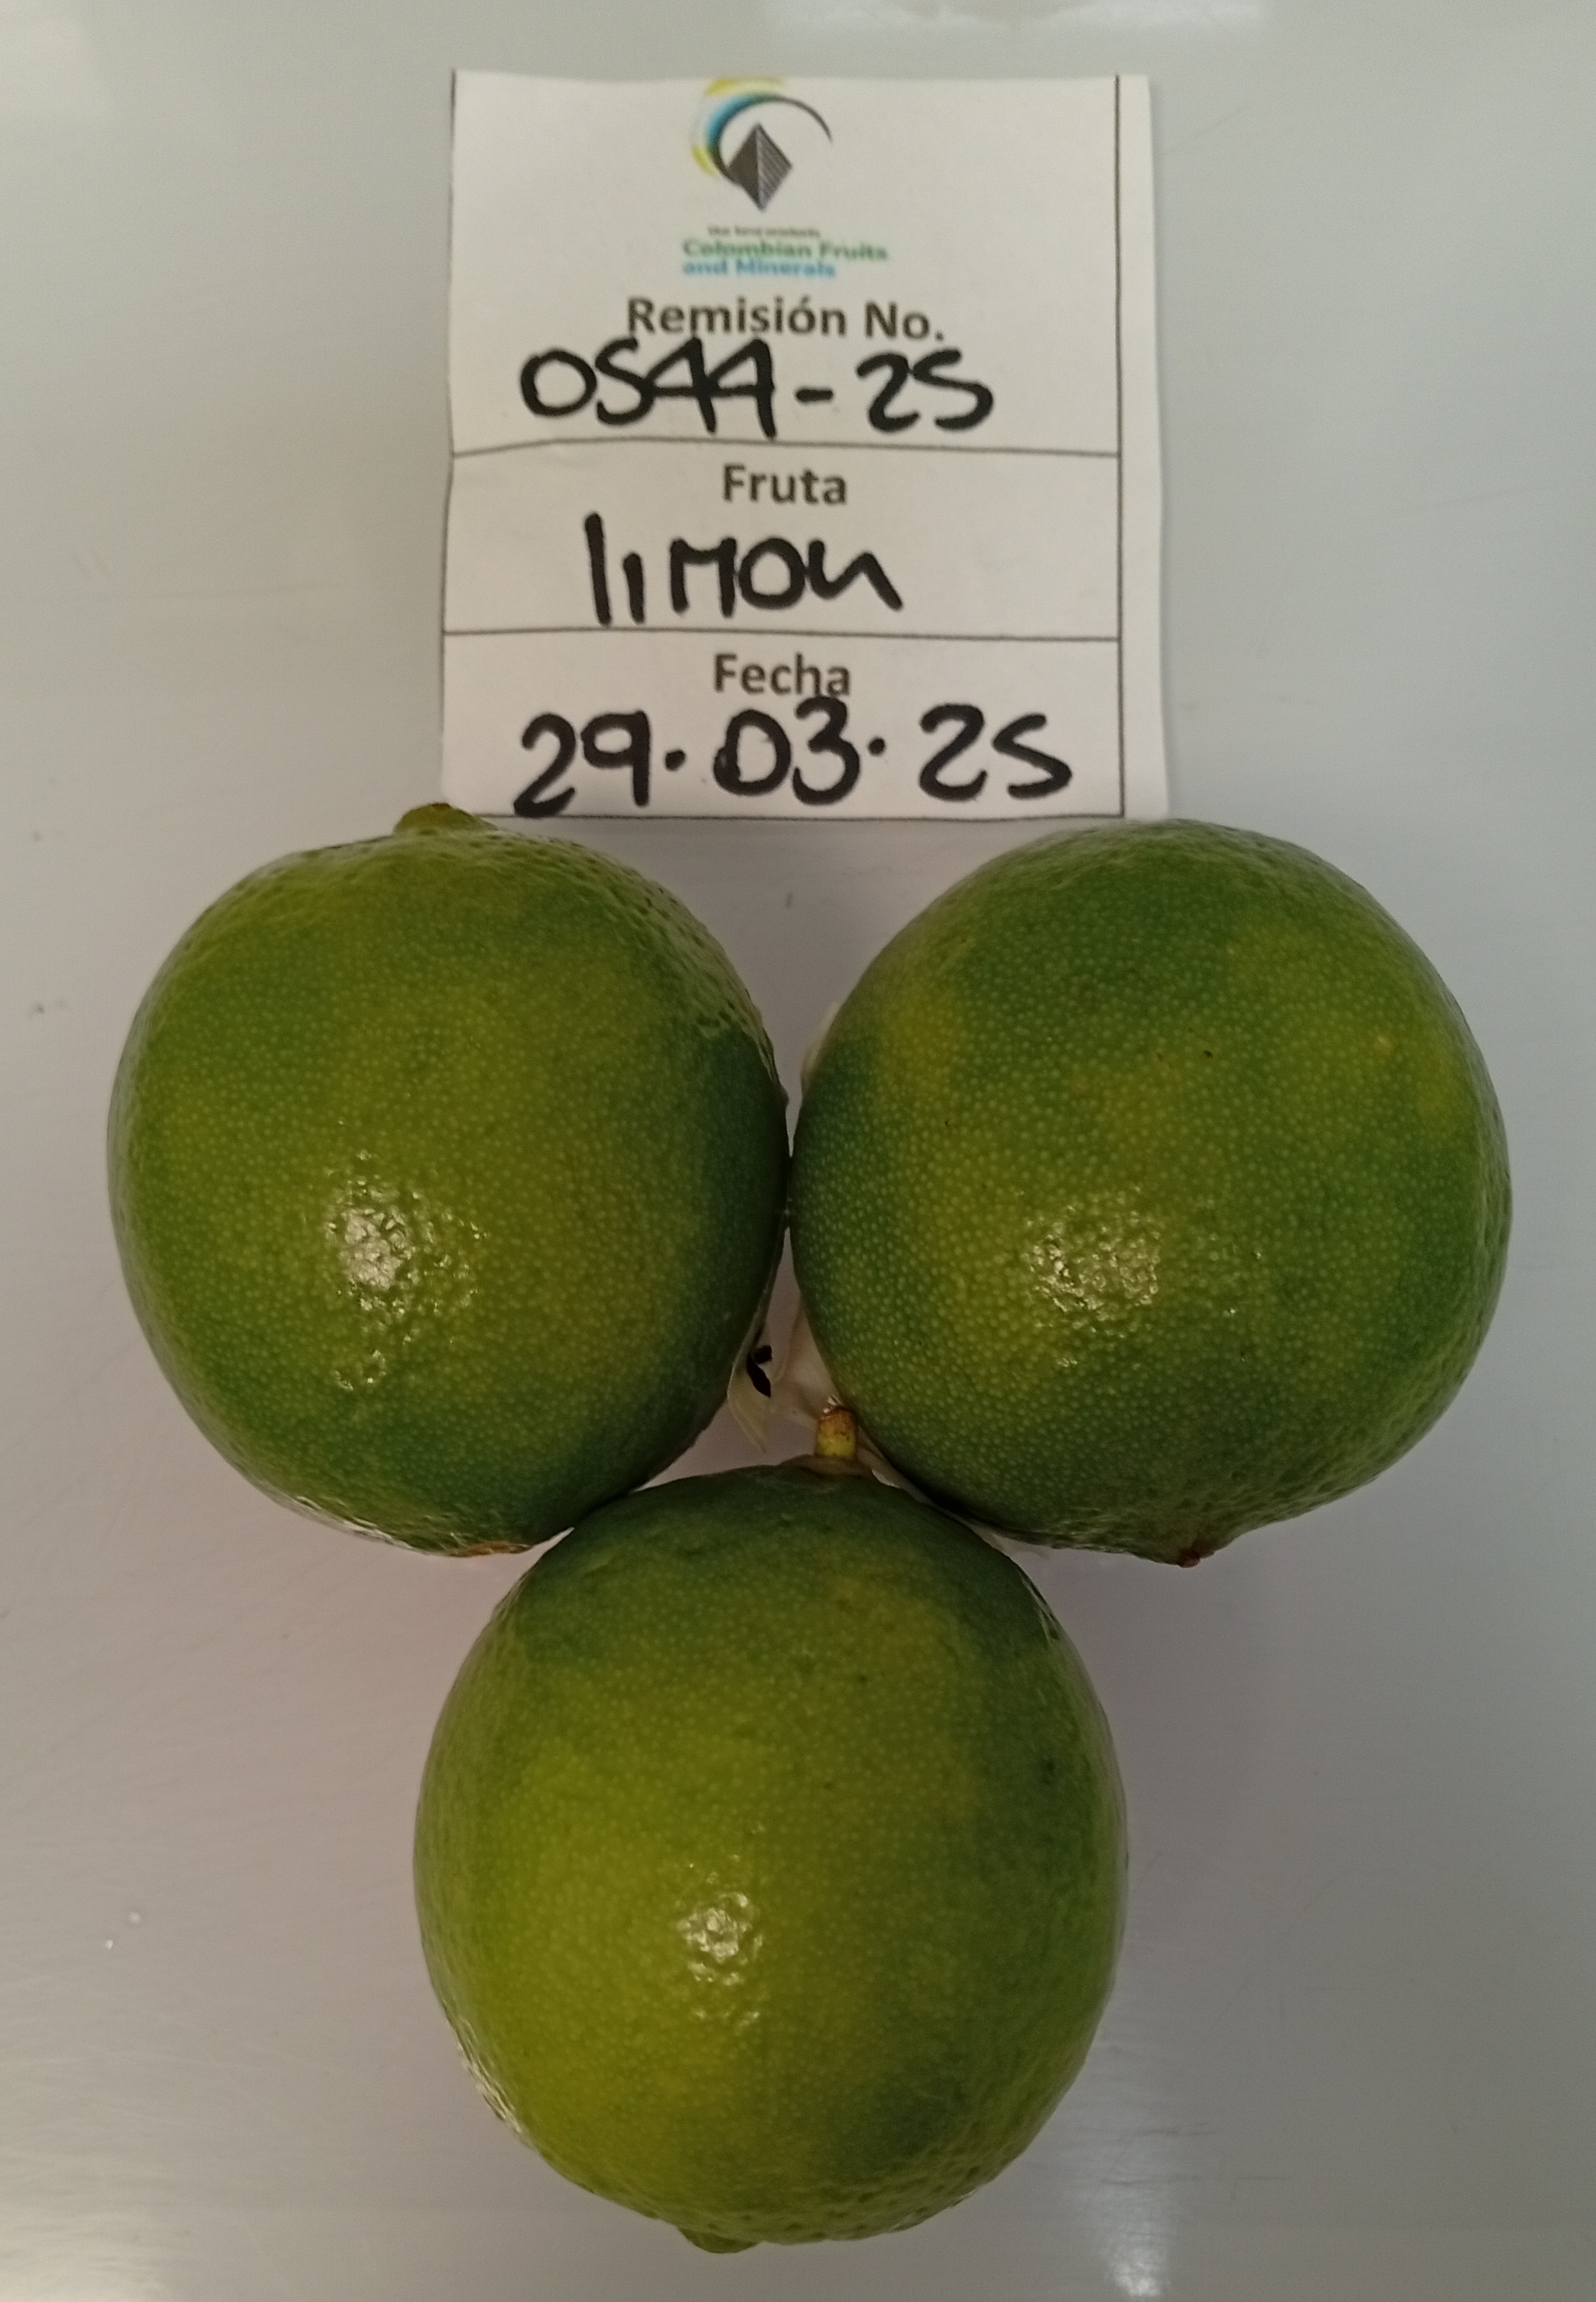 Colombian Fruits
and Minerals
Remisión No.
0544-25
Fruta
limon
Fecha
29.03.25